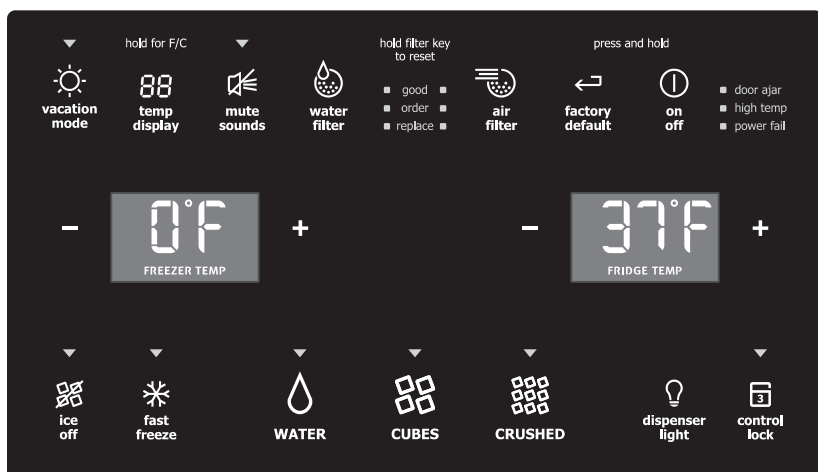 hold for F/C
hold filter key
to reset
press and hold
88
vacation
mode
temp
display
mute
sounds
water
filter
good
order
replace
air
filter
factory
default
on
off
door ajar
high temp
power fail
− 0°F +
FREEZER TEMP
− 37°F +
FRIDGE TEMP
3
ice
off
fast
freeze
WATER
CUBES
CRUSHED
dispenser
light
control
lock